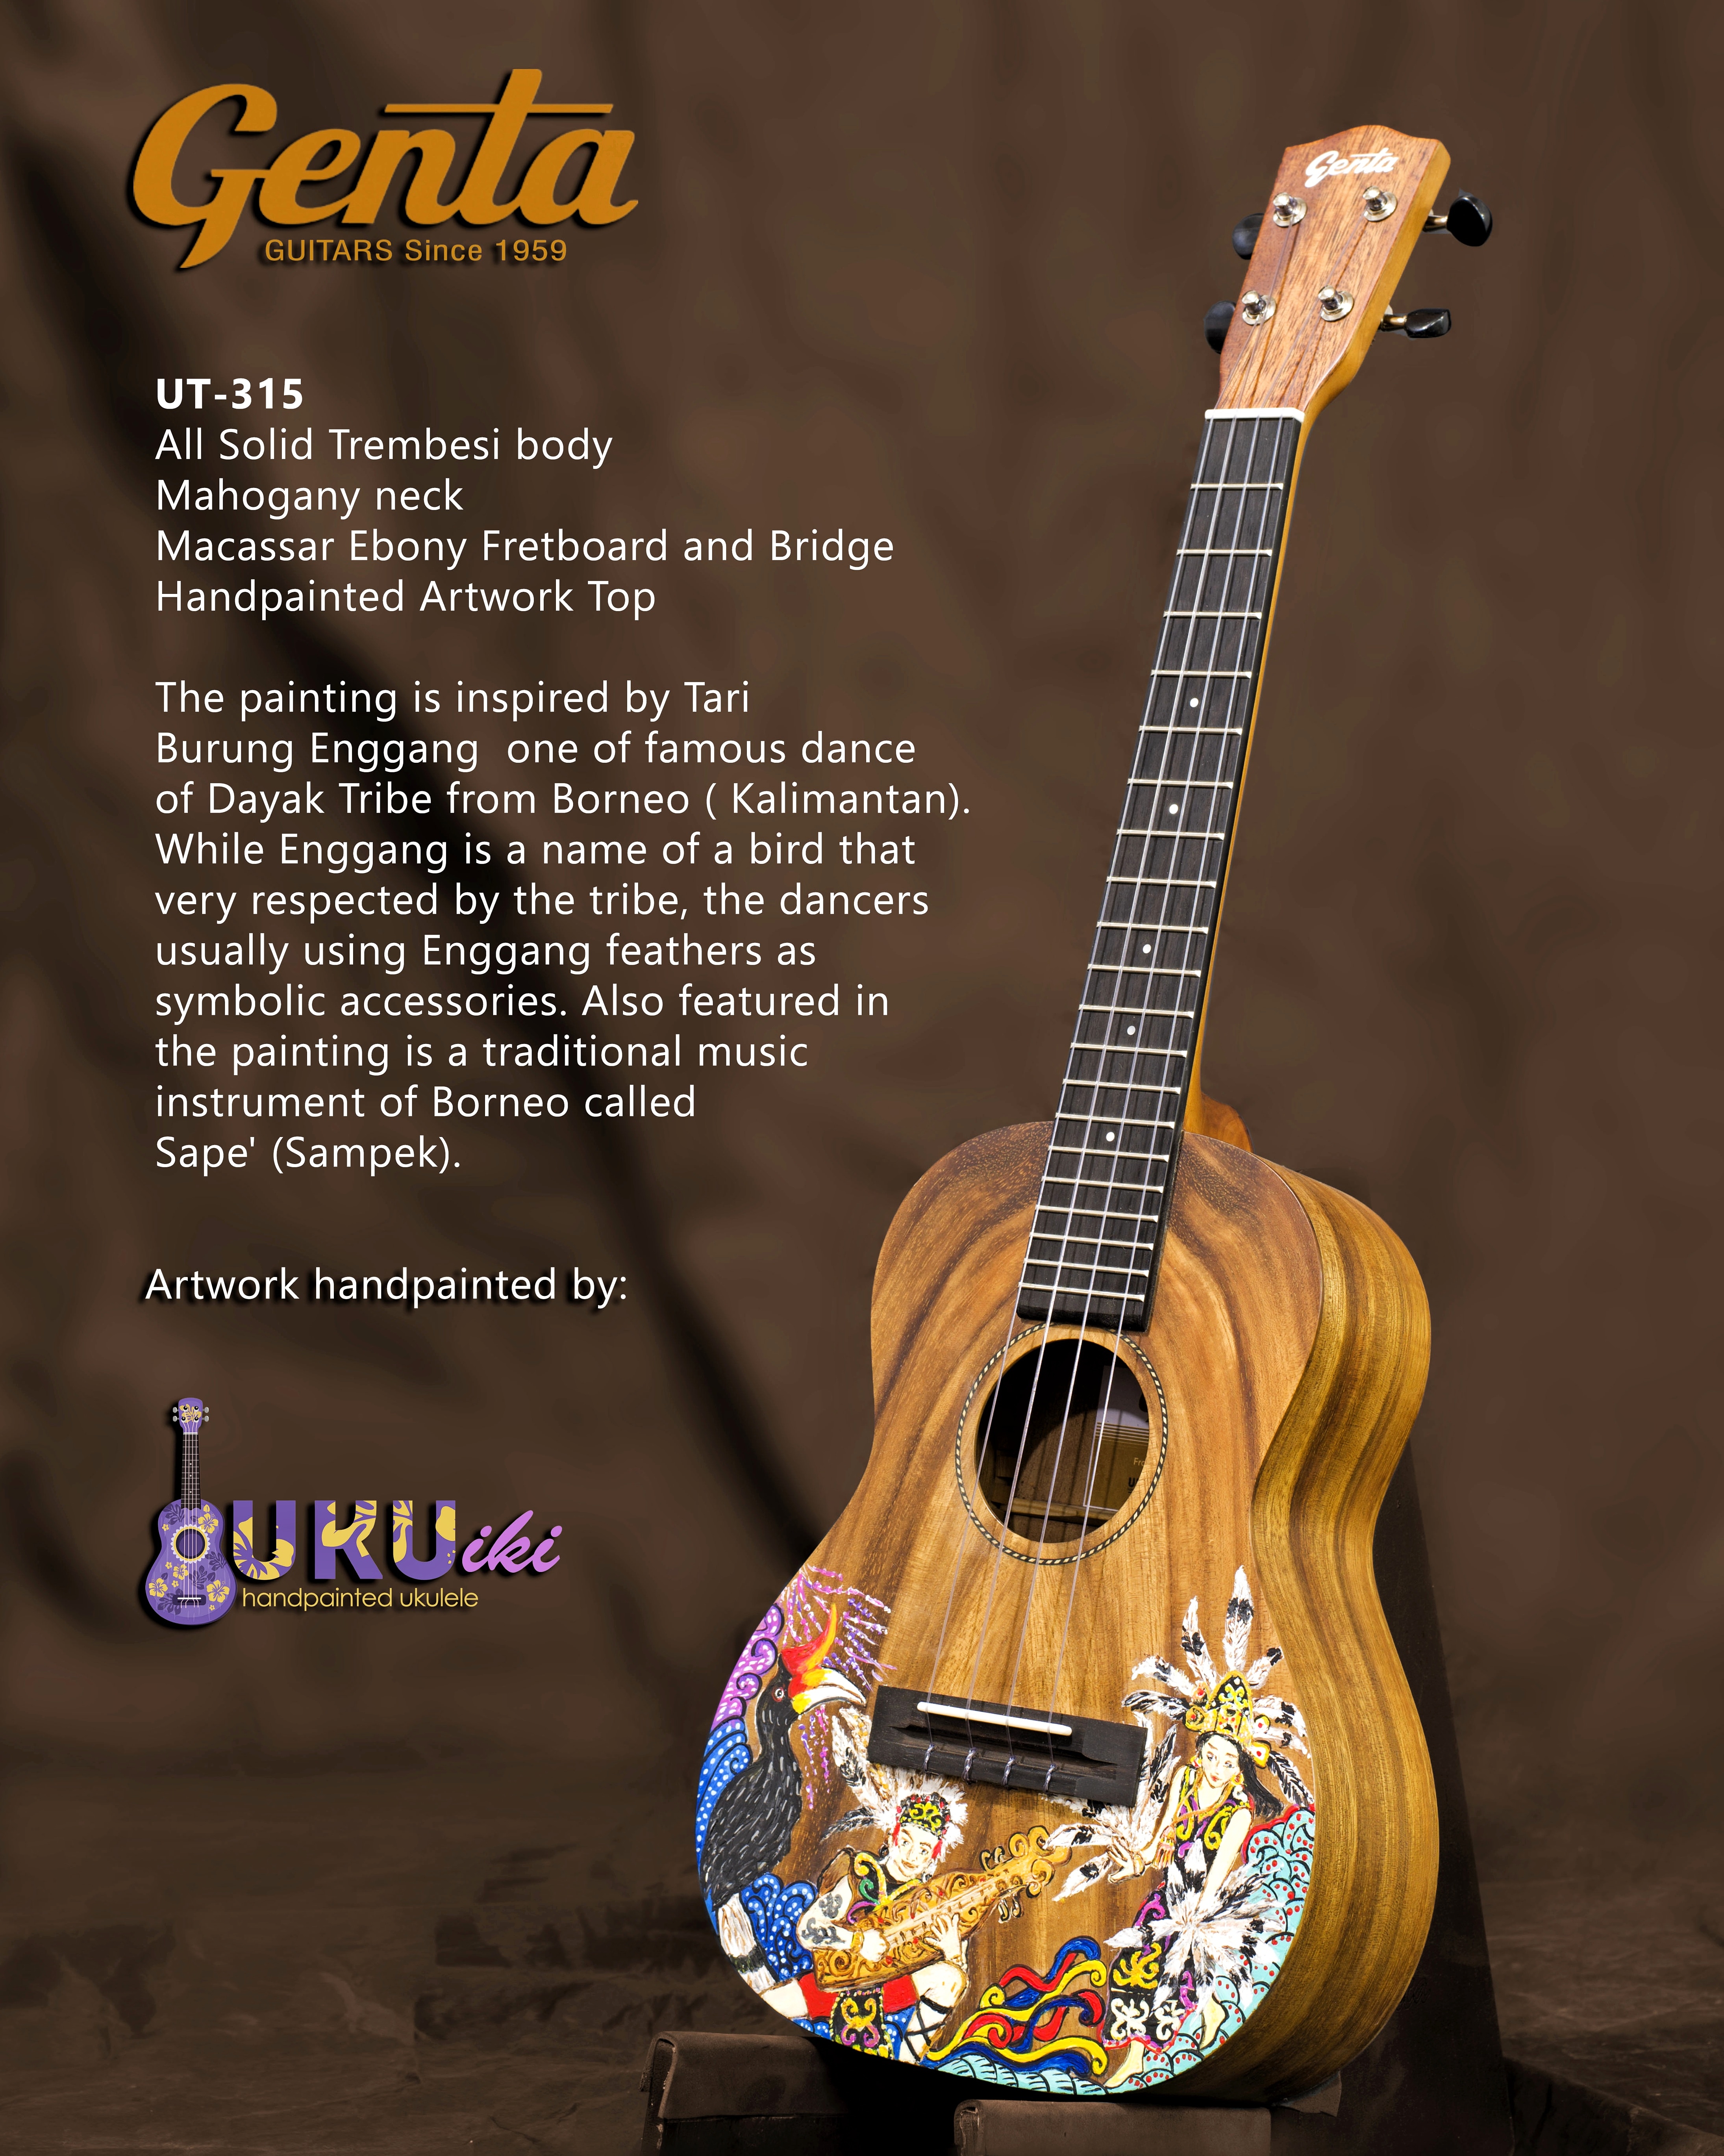 Genta
GUITARS Since 1959
Genta
UT-315
All Solid Trembesi body
Mahogany neck
Macassar Ebony Fretboard and Bridge
Handpainted Artwork Top
The painting is inspired by Tari
Burung Enggang  one of famous dance
of Dayak Tribe from Borneo ( Kalimantan).
While Enggang is a name of a bird that
very respected by the tribe, the dancers
usually using Enggang feathers as
symbolic accessories. Also featured in
the painting is a traditional music
instrument of Borneo called
Sape' (Sampek).
Artwork handpainted by:
UKUiki
handpainted ukulele